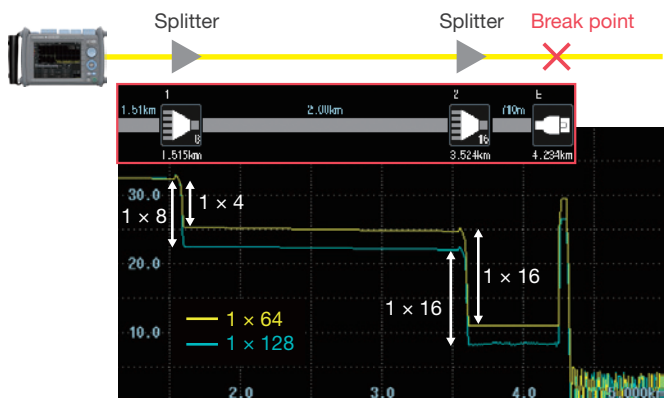 Splitter Splitter Break point
1 2 E
1.51km 2.00km 710m
8 16
1.515km 3.524km 4.234km
30.0
1 × 8 1 × 4
20.0
1 × 16 1 × 16
10.0
1 × 64
1 × 128
2.0 3.0 4.0